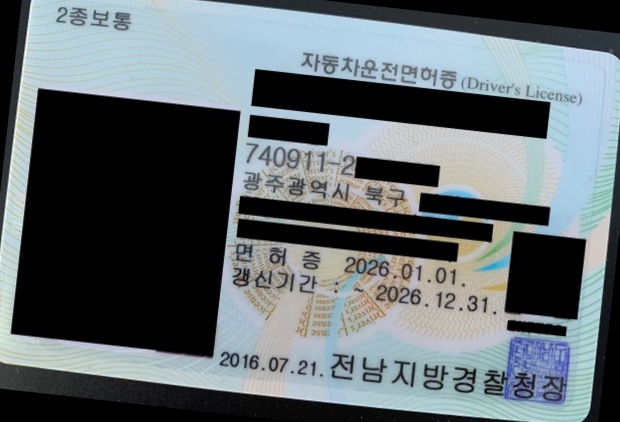 2종보통
자동차운전면허증 (Driver's License)
740911-2
광주광역시 북구
면 허 증 2026.01.01.
갱신기간 : ~ 2026.12.31.
2016.07.21. 전남지방경찰청장